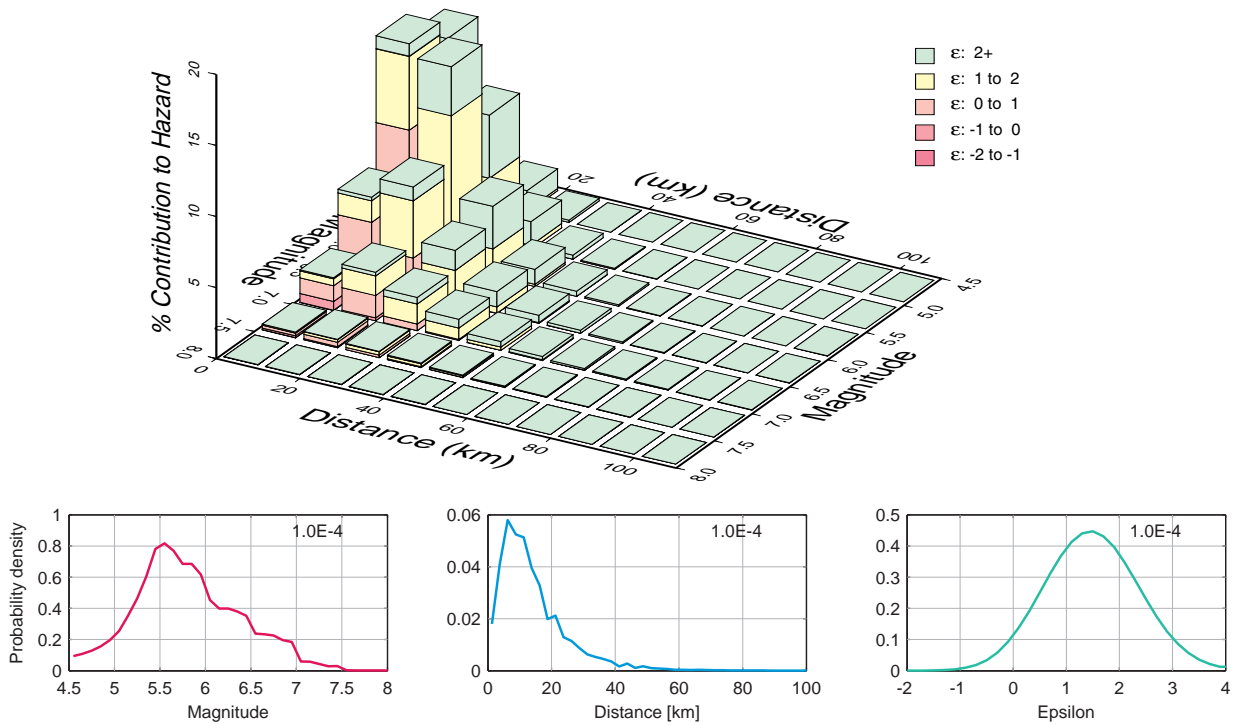 % Contribution to Hazard
20
15
10
5
0
ε: 2+
ε: 1 to 2
ε: 0 to 1
ε: -1 to 0
ε: -2 to -1
Magnitude
7.0
7.5
8.0
20
40
60
80
100
Distance (km)
4.5
5.0
5.5
6.0
6.5
7.0
7.5
8.0
Magnitude
20
40
60
80
100
Distance (km)
Probability density
1
0.8
0.6
0.4
0.2
0
1.0E-4
4.5 5 5.5 6 6.5 7 7.5 8
Magnitude
0.06
0.04
0.02
0
1.0E-4
0 20 40 60 80 100
Distance [km]
0.5
0.4
0.3
0.2
0.1
0
1.0E-4
-2 -1 0 1 2 3 4
Epsilon